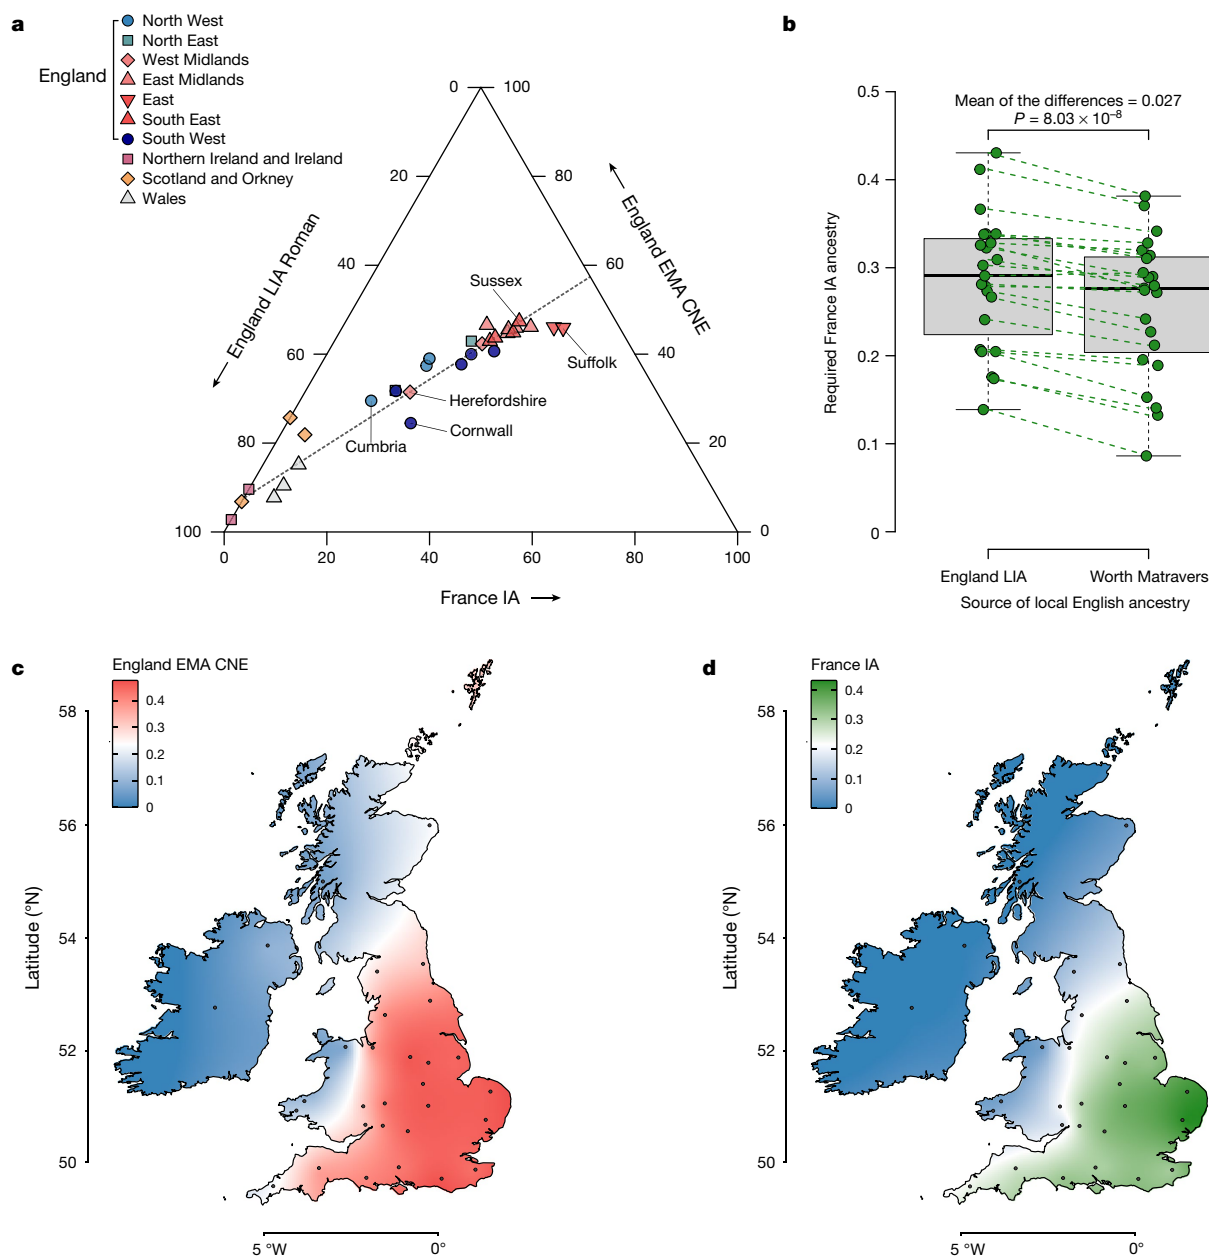 a
England
North West
North East
West Midlands
East Midlands
East
South East
South West
Northern Ireland and Ireland
Scotland and Orkney
Wales
0
100
20
80
40
60
60
40
80
20
100
0
England LIA Roman
England EMA CNE
Sussex
Suffolk
Herefordshire
Cornwall
Cumbria
0
20
40
60
80
100
France IA
b
Mean of the differences = 0.027
P = 8.03 × 10⁻⁸
0.5
0.4
0.3
0.2
0.1
0
Required France IA ancestry
England LIA
Worth Matravers
Source of local English ancestry
c
England EMA CNE
0.4
0.3
0.2
0.1
0
58
56
54
52
50
Latitude (°N)
5 °W
0°
d
France IA
0.4
0.3
0.2
0.1
0
58
56
54
52
50
Latitude (°N)
5 °W
0°